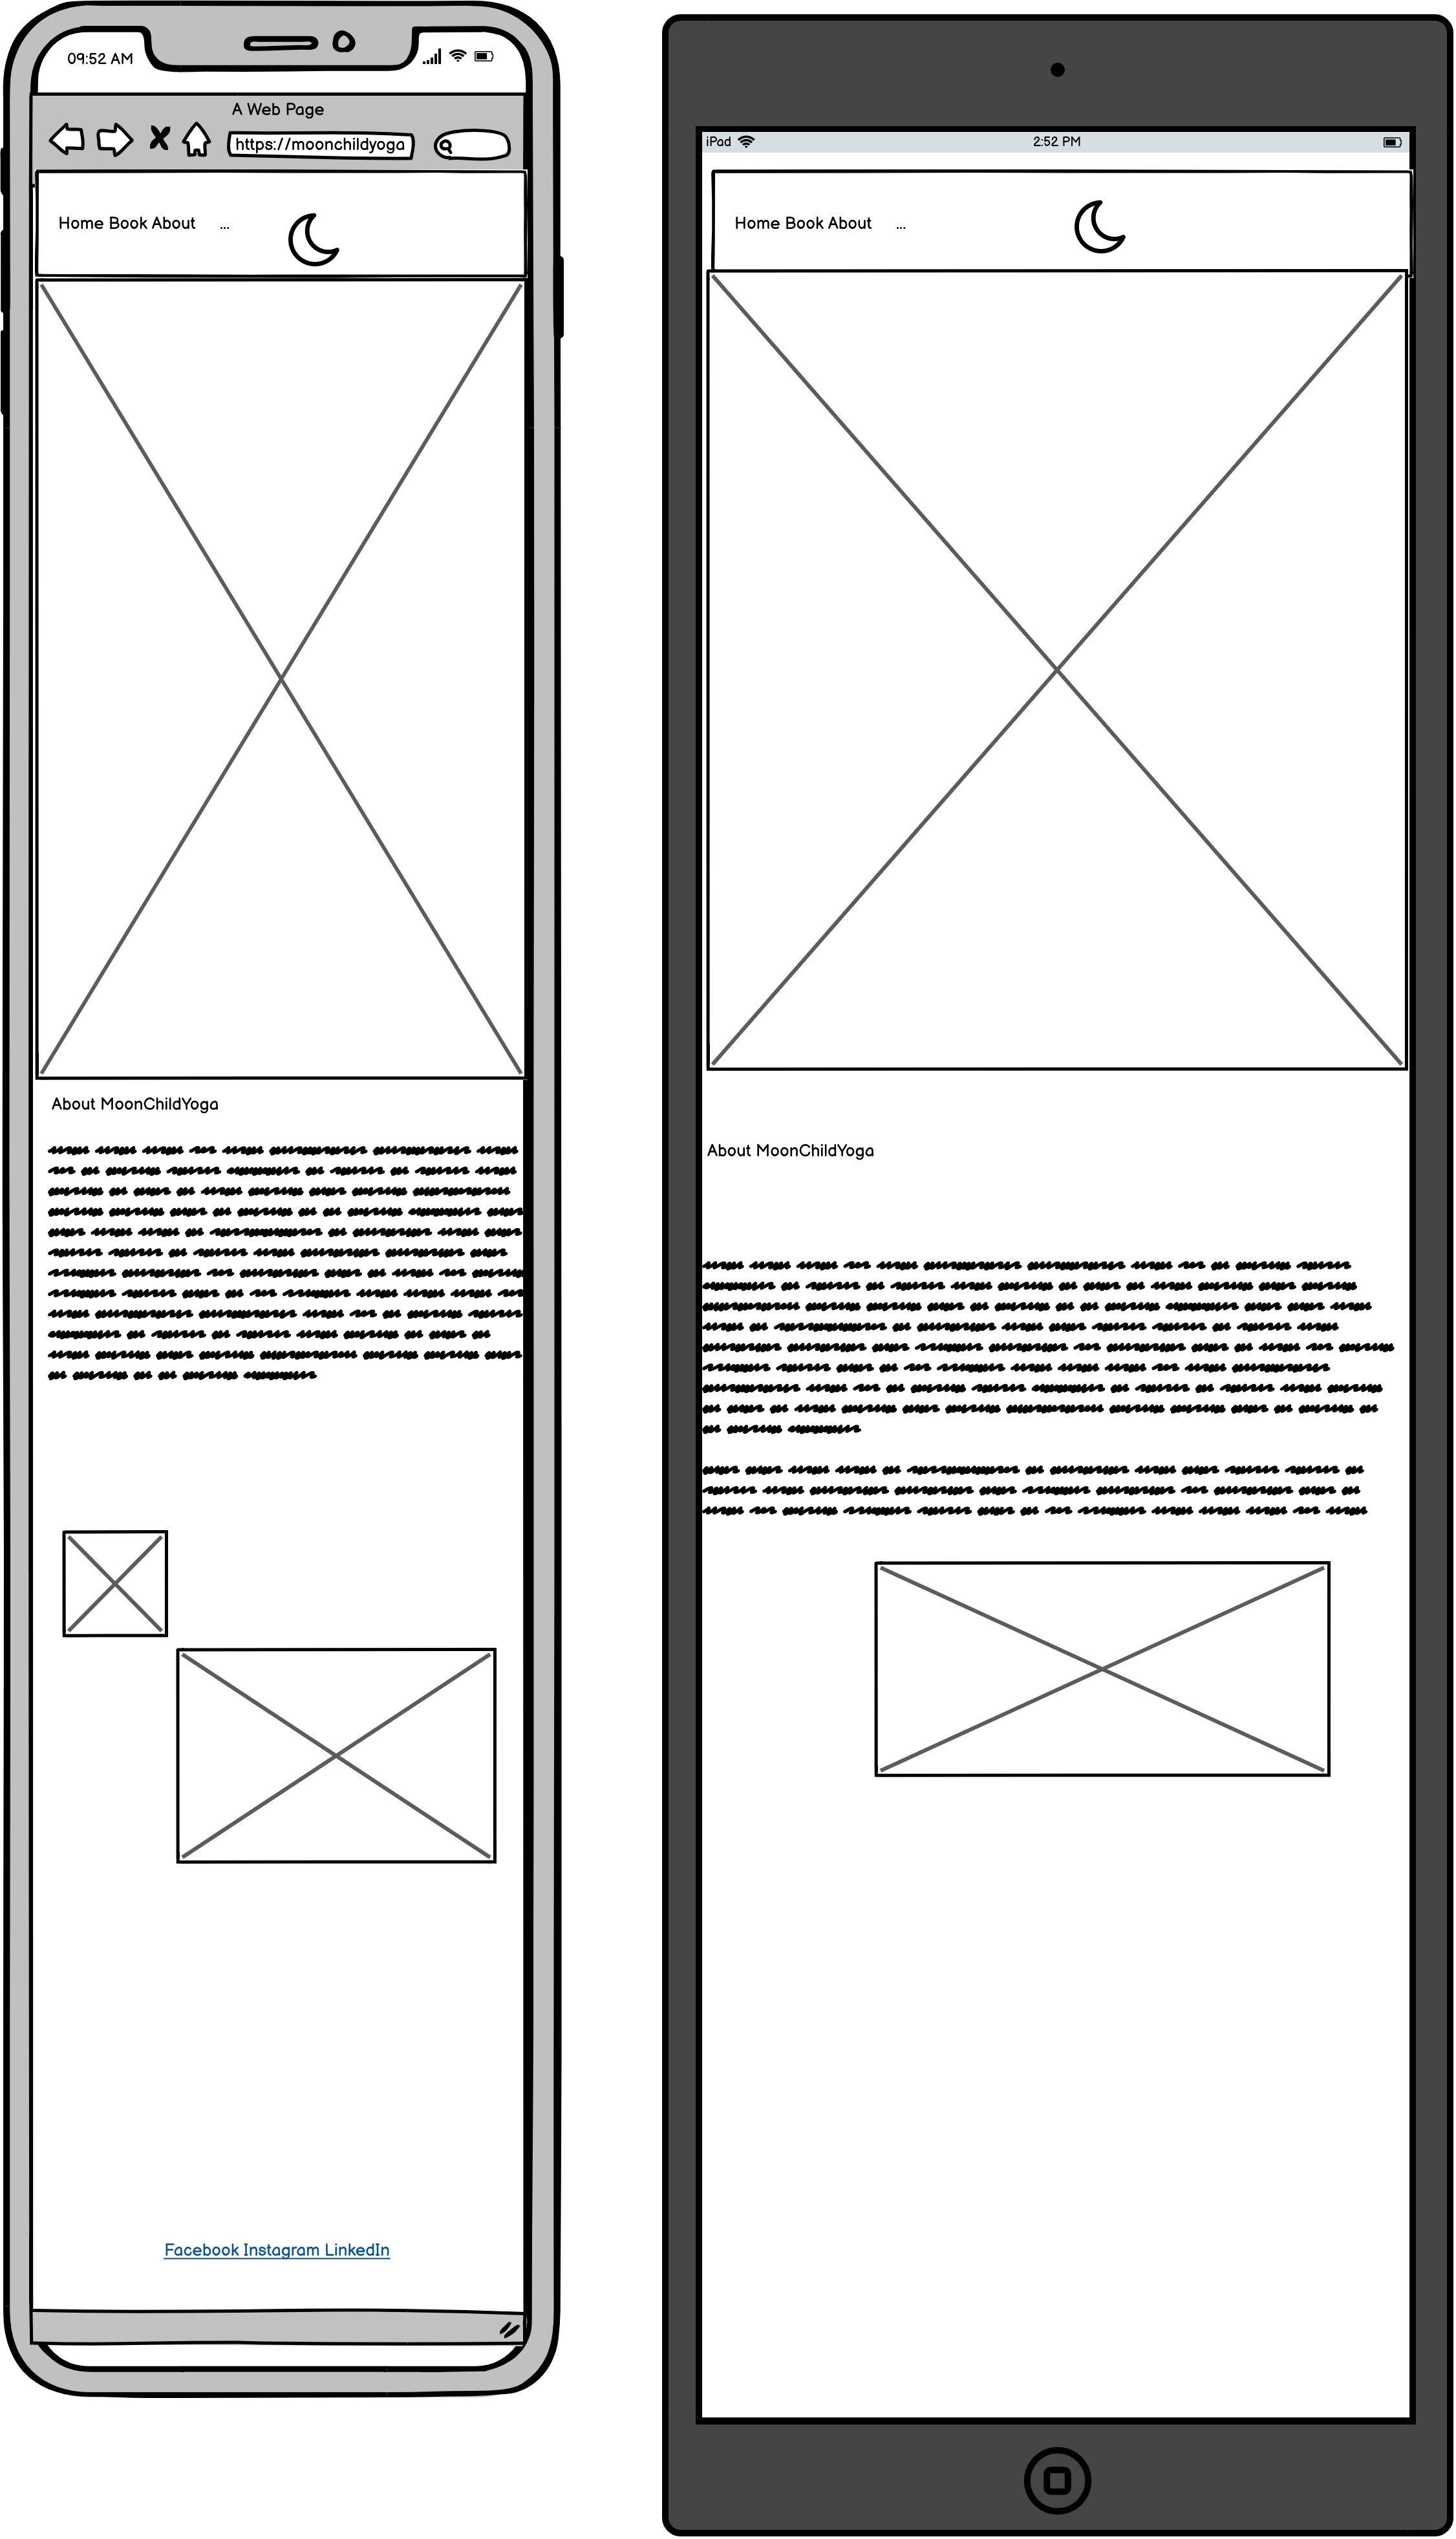 09:52 AM
A Web Page
https://moonchildyoga
Home Book About ...
About MoonChildYoga
Facebook Instagram LinkedIn
iPad
2:52 PM
Home Book About ...
About MoonChildYoga